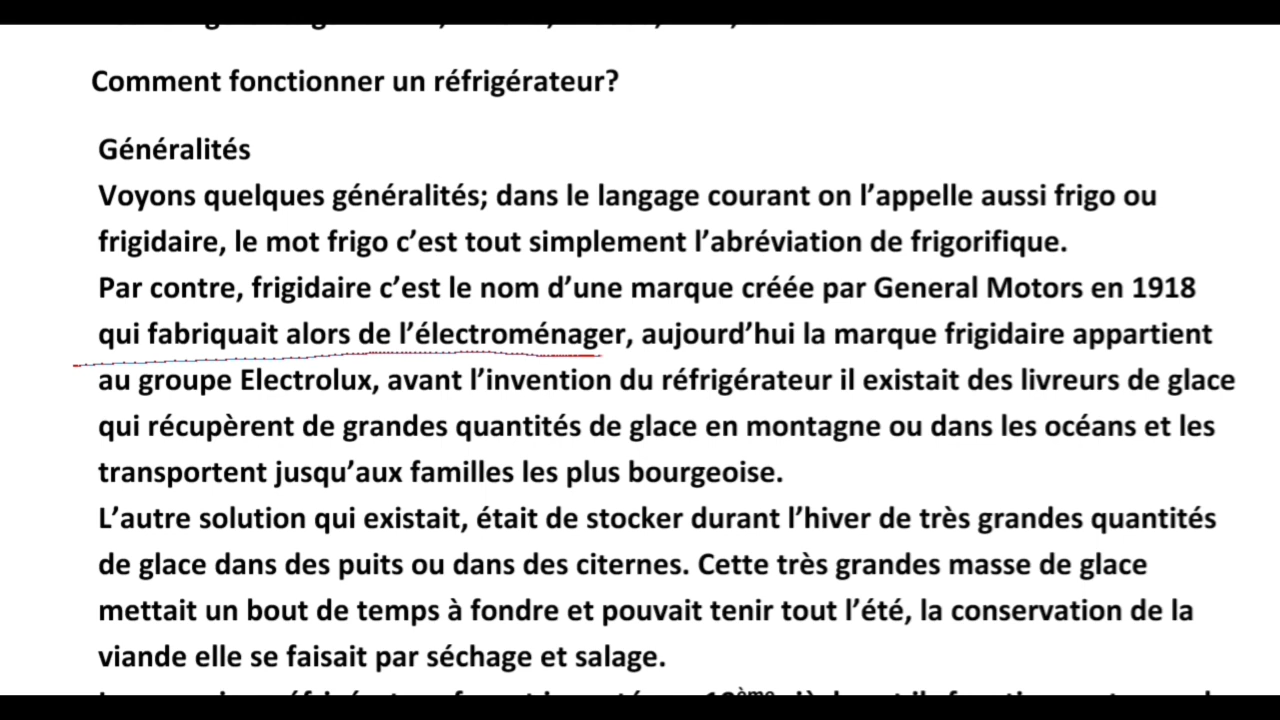 Comment fonctionner un réfrigérateur?
Généralités
Voyons quelques généralités; dans le langage courant on l’appelle aussi frigo ou
frigidaire, le mot frigo c’est tout simplement l’abréviation de frigorifique.
Par contre, frigidaire c’est le nom d’une marque créée par General Motors en 1918
qui fabriquait alors de l’électroménager, aujourd’hui la marque frigidaire appartient
au groupe Electrolux, avant l’invention du réfrigérateur il existait des livreurs de glace
qui récupèrent de grandes quantités de glace en montagne ou dans les océans et les
transportent jusqu’aux familles les plus bourgeoise.
L’autre solution qui existait, était de stocker durant l’hiver de très grandes quantités
de glace dans des puits ou dans des citernes. Cette très grandes masse de glace
mettait un bout de temps à fondre et pouvait tenir tout l’été, la conservation de la
viande elle se faisait par séchage et salage.